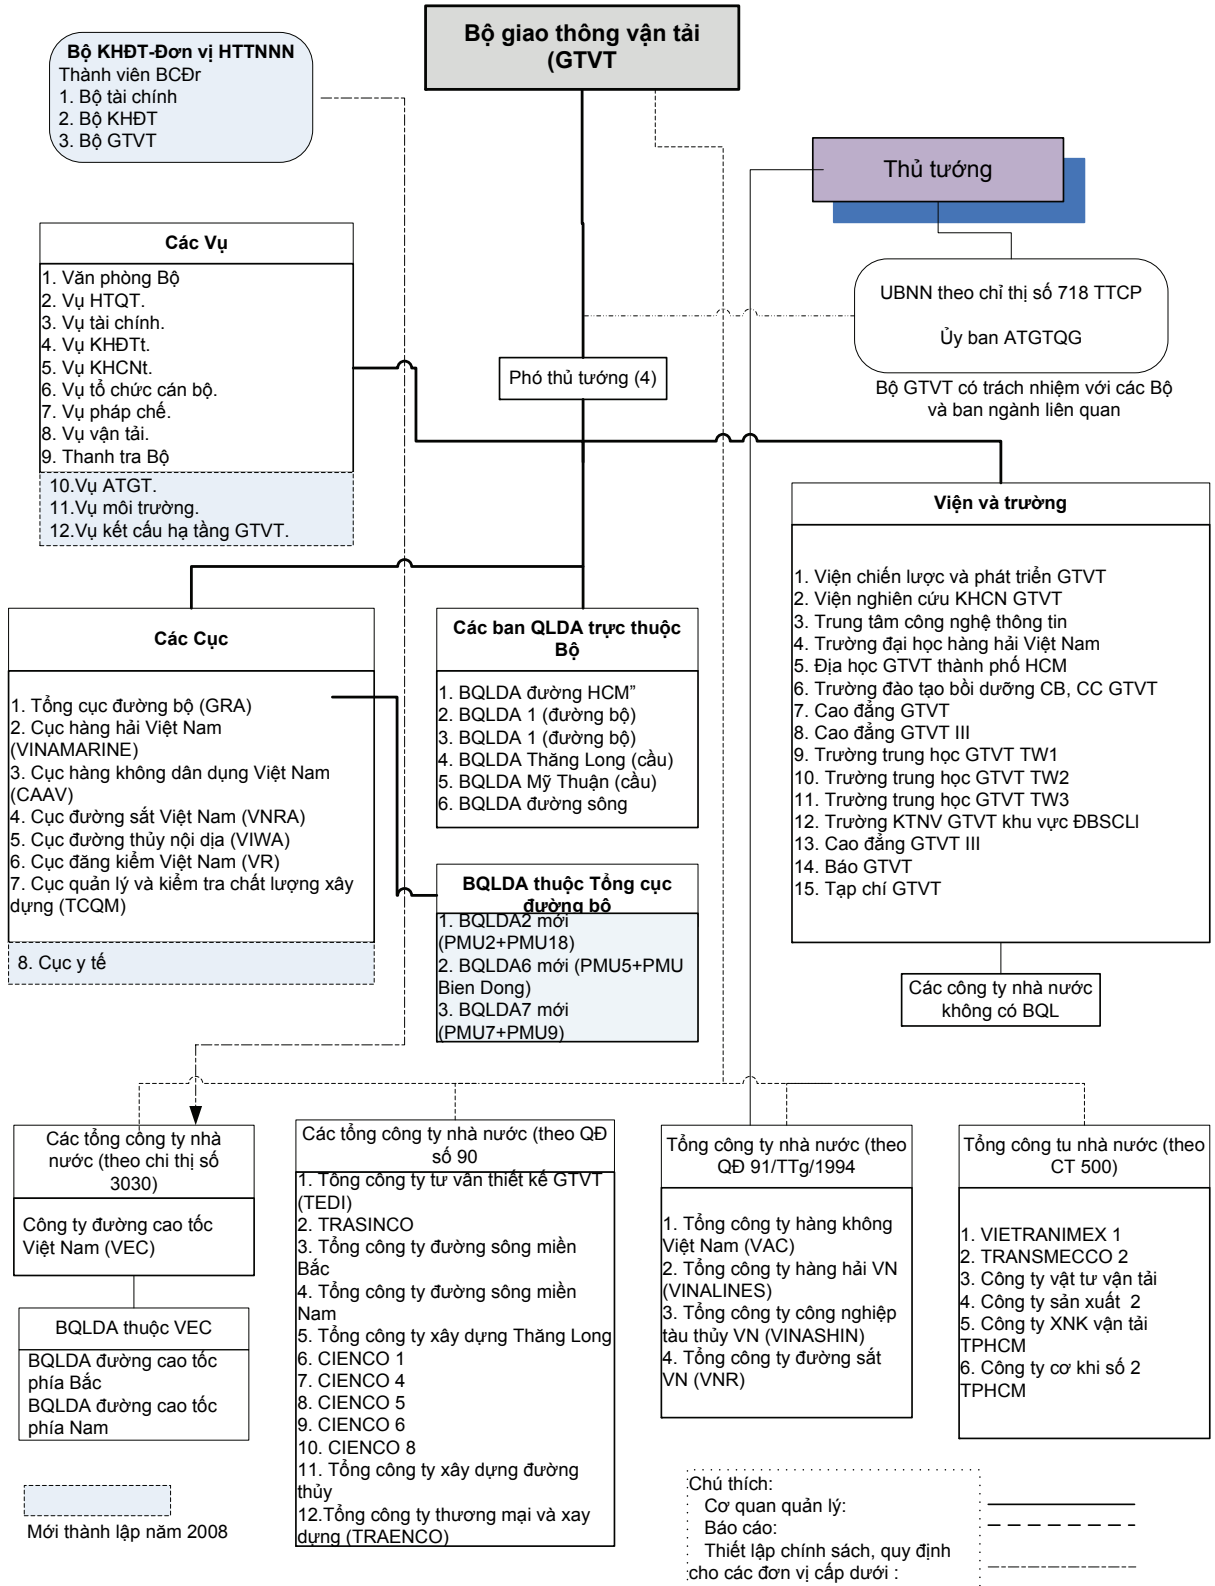 Bộ giao thông vận tải
(GTVT
Bộ KHĐT-Đơn vị HTTNNN
Thành viên BCĐr
1. Bộ tài chính
2. Bộ KHĐT
3. Bộ GTVT
Thủ tướng
Các Vụ
1. Văn phòng Bộ
2. Vụ HTQT.
3. Vụ tài chính.
4. Vụ KHĐTt.
5. Vụ KHCNt.
6. Vụ tổ chức cán bộ.
7. Vụ pháp chế.
8. Vụ vận tải.
9. Thanh tra Bộ
10.Vụ ATGT.
11.Vụ môi trường.
12.Vụ kết cấu hạ tầng GTVT.
UBNN theo chỉ thị số 718 TTCP
Ủy ban ATGTQG
Bộ GTVT có trách nhiệm với các Bộ
và ban ngành liên quan
Phó thủ tướng (4)
Viện và trường
1. Viện chiến lược và phát triển GTVT
2. Viện nghiên cứu KHCN GTVT
3. Trung tâm công nghệ thông tin
4. Trường đại học hàng hải Việt Nam
5. Địa học GTVT thành phố HCM
6. Trường đào tạo bồi dưỡng CB, CC GTVT
7. Cao đẳng GTVT
8. Cao đẳng GTVT III
9. Trường trung học GTVT TW1
10. Trường trung học GTVT TW2
11. Trường trung học GTVT TW3
12. Trường KTNV GTVT khu vực ĐBSCLI
13. Cao đẳng GTVT III
14. Báo GTVT
15. Tạp chí GTVT
Các công ty nhà nước
không có BQL
Các Cục
1. Tổng cục đường bộ (GRA)
2. Cục hàng hải Việt Nam
(VINAMARINE)
3. Cục hàng không dân dụng Việt Nam
(CAAV)
4. Cục đường sắt Việt Nam (VNRA)
5. Cục đường thủy nội dịa (VIWA)
6. Cục đăng kiểm Việt Nam (VR)
7. Cục quản lý và kiểm tra chất lượng xây
dựng (TCQM)
8. Cục y tế
Các ban QLDA trực thuộc
Bộ
1. BQLDA đường HCM”
2. BQLDA 1 (đường bộ)
3. BQLDA 1 (đường bộ)
4. BQLDA Thăng Long (cầu)
5. BQLDA Mỹ Thuận (cầu)
6. BQLDA đường sông
BQLDA thuộc Tổng cục
đường bộ
1. BQLDA2 mới
(PMU2+PMU18)
2. BQLDA6 mới (PMU5+PMU
Bien Dong)
3. BQLDA7 mới
(PMU7+PMU9)
Các tổng công ty nhà
nước (theo chi thị số
3030)
Công ty đường cao tốc
Việt Nam (VEC)
BQLDA thuộc VEC
BQLDA đường cao tốc
phía Bắc
BQLDA đường cao tốc
phía Nam
Các tổng công ty nhà nước (theo QĐ
số 90
1. Tổng công ty tư vấn thiết kế GTVT
(TEDI)
2. TRASINCO
3. Tổng công ty đường sông miền
Bắc
4. Tổng công ty đường sông miền
Nam
5. Tổng công ty xây dựng Thăng Long
6. CIENCO 1
7. CIENCO 4
8. CIENCO 5
9. CIENCO 6
10. CIENCO 8
11. Tổng công ty xây dựng đường
thủy
12.Tổng công ty thương mại và xay
dựng (TRAENCO)
Tổng công ty nhà nước (theo
QĐ 91/TTg/1994
1. Tổng công ty hàng không
Việt Nam (VAC)
2. Tổng công ty hàng hải VN
(VINALINES)
3. Tổng công ty công nghiệp
tàu thủy VN (VINASHIN)
4. Tổng công ty đường sắt
VN (VNR)
Tổng công tu nhà nước (theo
CT 500)
1. VIETRANIMEX 1
2. TRANSMECCO 2
3. Công ty vật tư vận tải
4. Công ty sản xuất 2
5. Công ty XNK vận tải
TPHCM
6. Công ty cơ khi số 2
TPHCM
Mới thành lập năm 2008
Chú thích:
Cơ quan quản lý:
Báo cáo:
Thiết lập chính sách, quy định
cho các đơn vị cấp dưới :